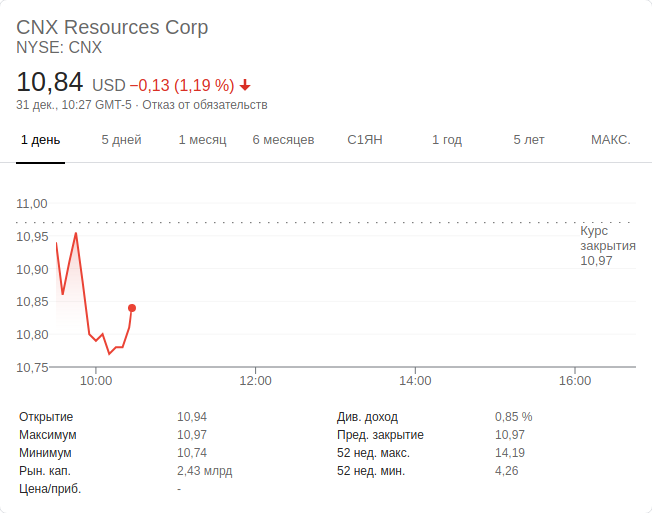 CNX Resources Corp
NYSE: CNX
10,84 USD −0,13 (1,19 %)
31 дек., 10:27 GMT-5 · Отказ от обязательств
1 день 5 дней 1 месяц 6 месяцев С1ЯН 1 год 5 лет МАКС.
11,00
10,95
10,90
10,85
10,80
10,75
Курс
закрытия
10,97
10:00 12:00 14:00 16:00
Открытие 10,94 Див. доход 0,85 %
Максимум 10,97 Пред. закрытие 10,97
Минимум 10,74 52 нед. макс. 14,19
Рын. кап. 2,43 млрд 52 нед. мин. 4,26
Цена/приб. -